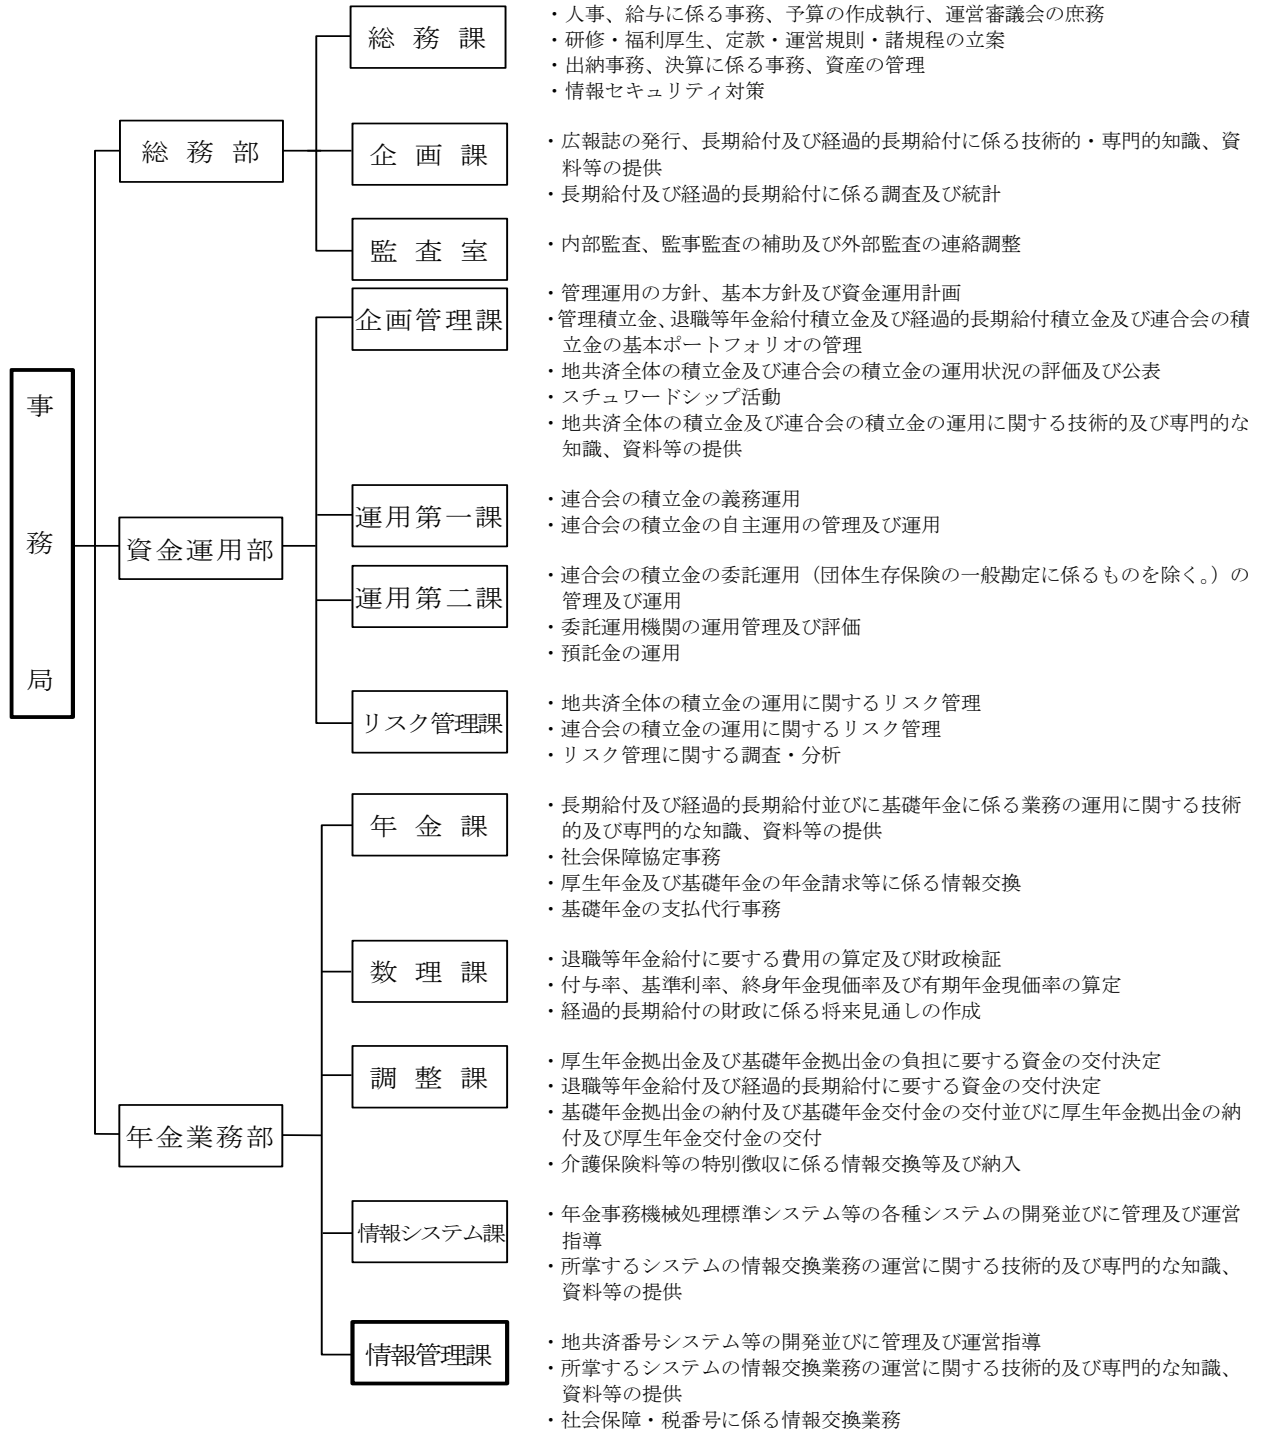 事務局
総務部
総務課
・人事、給与に係る事務、予算の作成執行、運営審議会の庶務
・研修・福利厚生、定款・運営規則・諸規程の立案
・出納事務、決算に係る事務、資産の管理
・情報セキュリティ対策
企画課
・広報誌の発行、長期給付及び経過的長期給付に係る技術的・専門的知識、資
料等の提供
・長期給付及び経過的長期給付に係る調査及び統計
監査室
・内部監査、監事監査の補助及び外部監査の連絡調整
資金運用部
企画管理課
・管理運用の方針、基本方針及び資金運用計画
・管理積立金、退職等年金給付積立金及び経過的長期給付積立金及び連合会の積
立金の基本ポートフォリオの管理
・地共済全体の積立金及び連合会の積立金の運用状況の評価及び公表
・スチュワードシップ活動
・地共済全体の積立金及び連合会の積立金の運用に関する技術的及び専門的な
知識、資料等の提供
運用第一課
・連合会の積立金の義務運用
・連合会の積立金の自主運用の管理及び運用
運用第二課
・連合会の積立金の委託運用（団体生存保険の一般勘定に係るものを除く。）の
管理及び運用
・委託運用機関の運用管理及び評価
・預託金の運用
リスク管理課
・地共済全体の積立金の運用に関するリスク管理
・連合会の積立金の運用に関するリスク管理
・リスク管理に関する調査・分析
年金業務部
年金課
・長期給付及び経過的長期給付並びに基礎年金に係る業務の運用に関する技術
的及び専門的な知識、資料等の提供
・社会保障協定事務
・厚生年金及び基礎年金の年金請求等に係る情報交換
・基礎年金の支払代行事務
数理課
・退職等年金給付に要する費用の算定及び財政検証
・付与率、基準利率、終身年金現価率及び有期年金現価率の算定
・経過的長期給付の財政に係る将来見通しの作成
調整課
・厚生年金拠出金及び基礎年金拠出金の負担に要する資金の交付決定
・退職等年金給付及び経過的長期給付に要する資金の交付決定
・基礎年金拠出金の納付及び基礎年金交付金の交付並びに厚生年金拠出金の納
付及び厚生年金交付金の交付
・介護保険料等の特別徴収に係る情報交換等及び納入
情報システム課
・年金事務機械処理標準システム等の各種システムの開発並びに管理及び運営
指導
・所掌するシステムの情報交換業務の運営に関する技術的及び専門的な知識、
資料等の提供
情報管理課
・地共済番号システム等の開発並びに管理及び運営指導
・所掌するシステムの情報交換業務の運営に関する技術的及び専門的な知識、
資料等の提供
・社会保障・税番号に係る情報交換業務